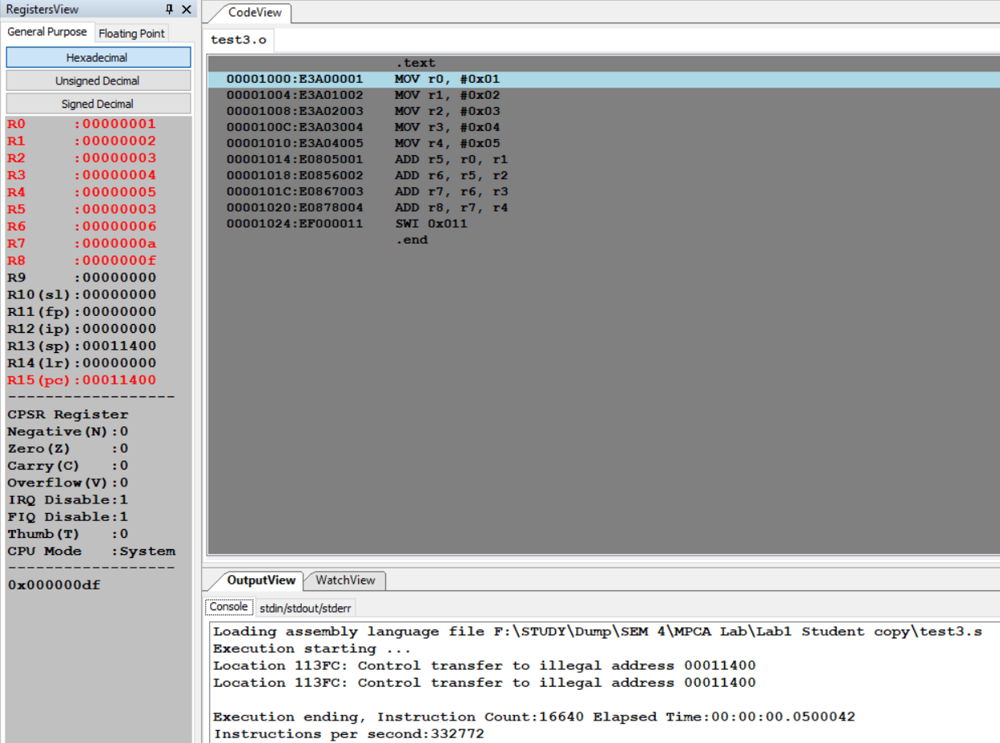 RegistersView
General Purpose Floating Point
Hexadecimal
Unsigned Decimal
Signed Decimal
R0 :00000001
R1 :00000002
R2 :00000003
R3 :00000004
R4 :00000005
R5 :00000003
R6 :00000006
R7 :0000000a
R8 :0000000f
R9 :00000000
R10(sl):00000000
R11(fp):00000000
R12(ip):00000000
R13(sp):00011400
R14(lr):00000000
R15(pc):00011400
------------------
CPSR Register
Negative(N):0
Zero(Z) :0
Carry(C) :0
Overflow(V):0
IRQ Disable:1
FIQ Disable:1
Thumb(T) :0
CPU Mode :System
------------------
0x000000df
CodeView
test3.o
.text
00001000:E3A00001 MOV r0, #0x01
00001004:E3A01002 MOV r1, #0x02
00001008:E3A02003 MOV r2, #0x03
0000100C:E3A03004 MOV r3, #0x04
00001010:E3A04005 MOV r4, #0x05
00001014:E0805001 ADD r5, r0, r1
00001018:E0856002 ADD r6, r5, r2
0000101C:E0867003 ADD r7, r6, r3
00001020:E0878004 ADD r8, r7, r4
00001024:EF000011 SWI 0x011
.end
OutputView WatchView
Console stdin/stdout/stderr
Loading assembly language file F:\STUDY\Dump\SEM 4\MPCA Lab\Lab1 Student copy\test3.s
Execution starting ...
Location 113FC: Control transfer to illegal address 00011400
Location 113FC: Control transfer to illegal address 00011400
Execution ending, Instruction Count:16640 Elapsed Time:00:00:00.0500042
Instructions per second:332772